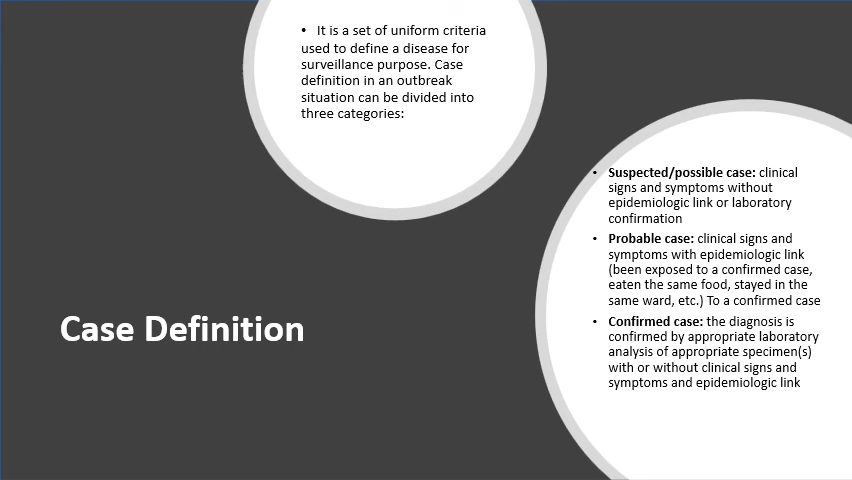 • It is a set of uniform criteria
used to define a disease for
surveillance purpose. Case
definition in an outbreak
situation can be divided into
three categories:
• Suspected/possible case: clinical
signs and symptoms without
epidemiologic link or laboratory
confirmation
• Probable case: clinical signs and
symptoms with epidemiologic link
(been exposed to a confirmed case,
eaten the same food, stayed in the
same ward, etc.) To a confirmed case
• Confirmed case: the diagnosis is
confirmed by appropriate laboratory
analysis of appropriate specimen(s)
with or without clinical signs and
symptoms and epidemiologic link
Case Definition